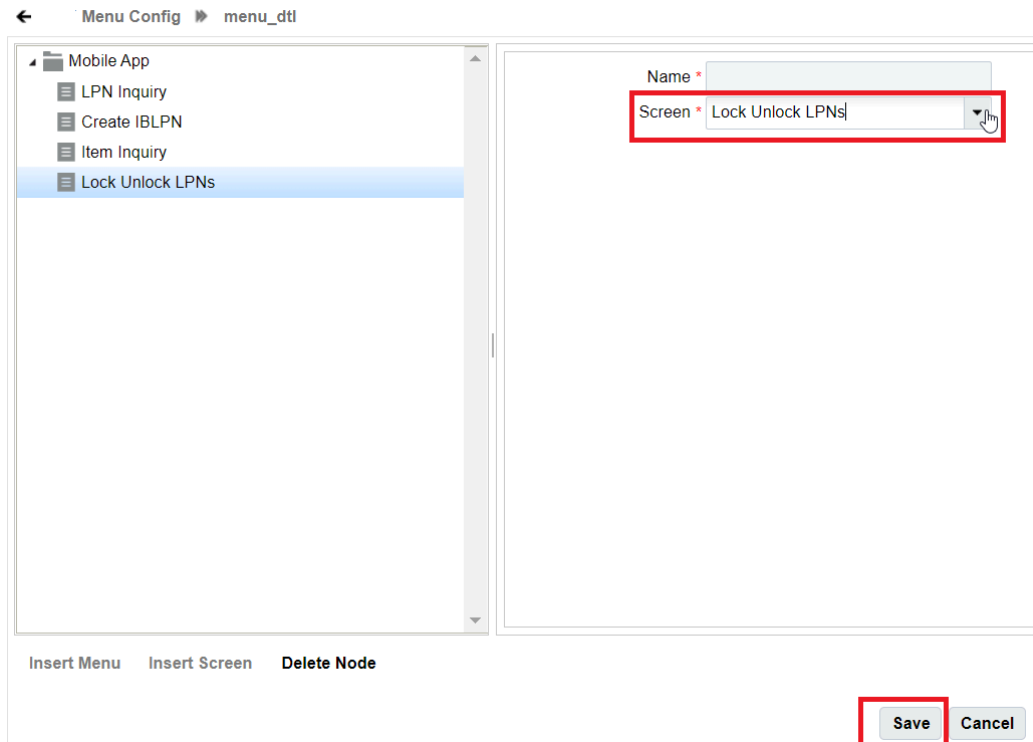 Menu Config menu_dtl
Mobile App
LPN Inquiry
Create IBLPN
Item Inquiry
Lock Unlock LPNs
Name *
Screen * Lock Unlock LPNs
Insert Menu Insert Screen Delete Node
Save Cancel